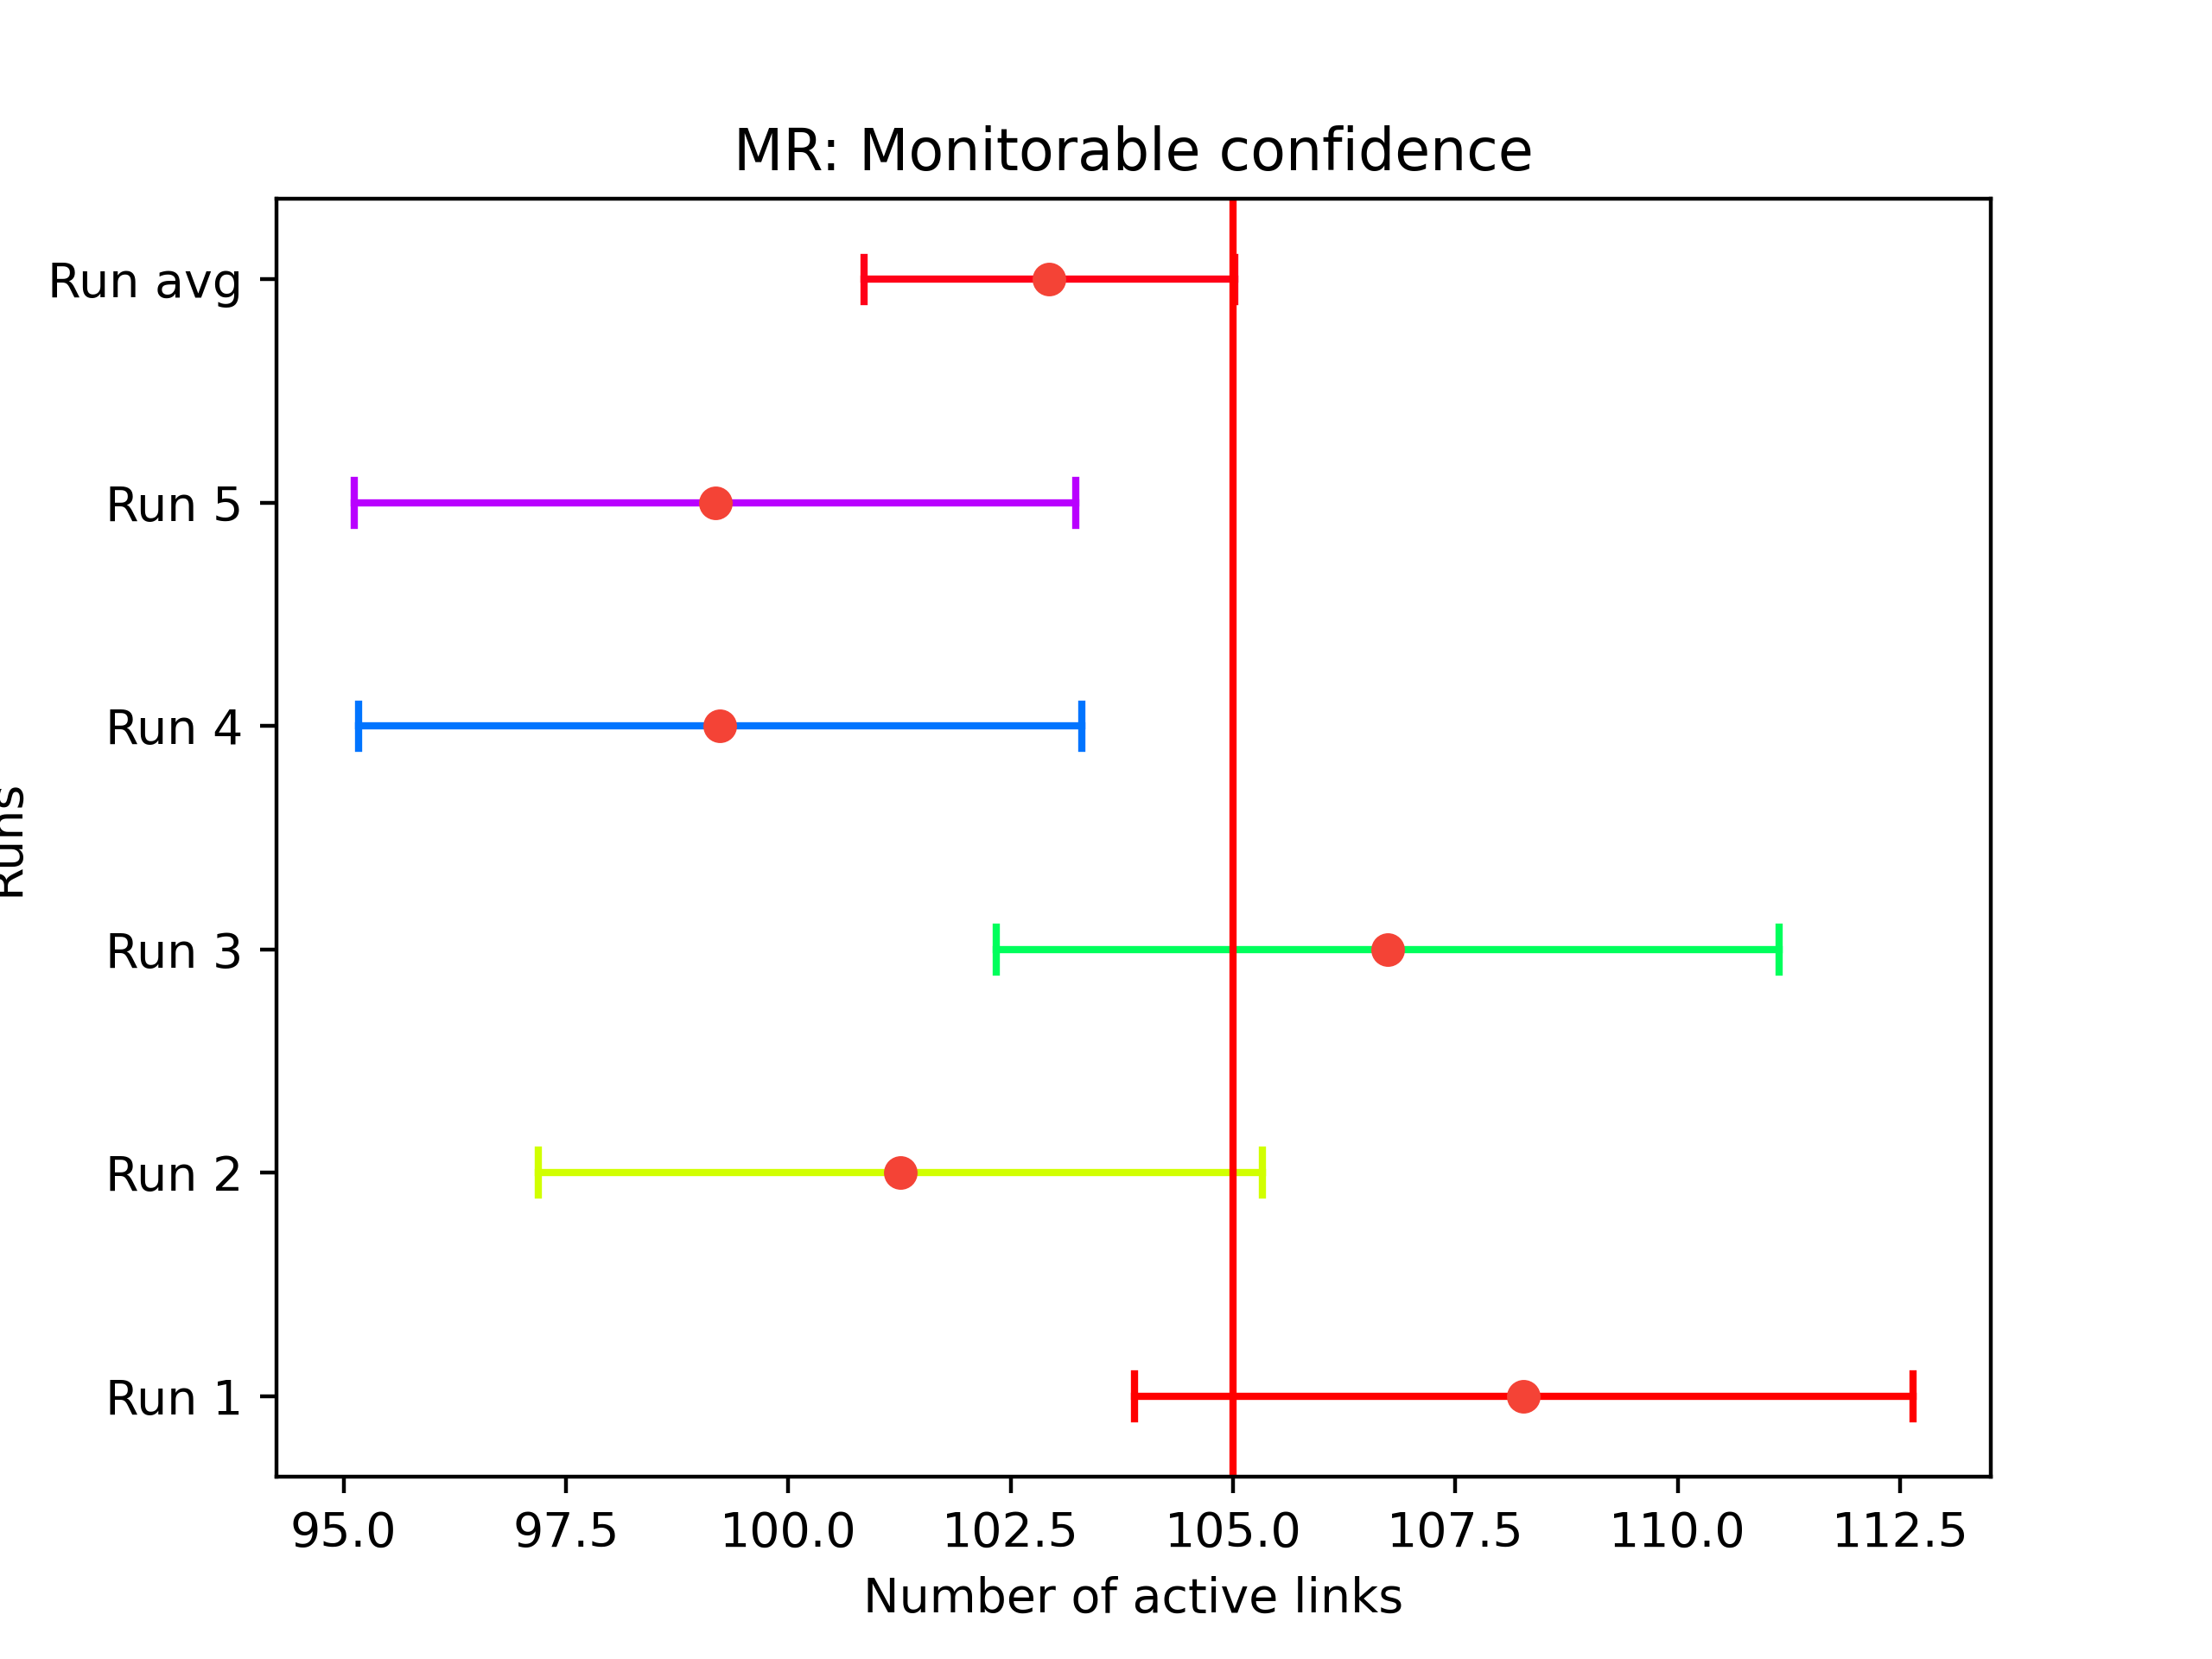 MR: Monitorable confidence
Run avg
Run 5
Run 4
Run 3
Run 2
Run 1
Runs
95.0 97.5 100.0 102.5 105.0 107.5 110.0 112.5
Number of active links